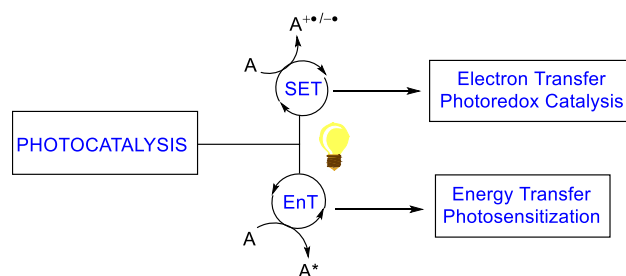 A+•/-•
A
SET
Electron Transfer
Photoredox Catalysis
PHOTOCATALYSIS
EnT
Energy Transfer
Photosensitization
A
A*